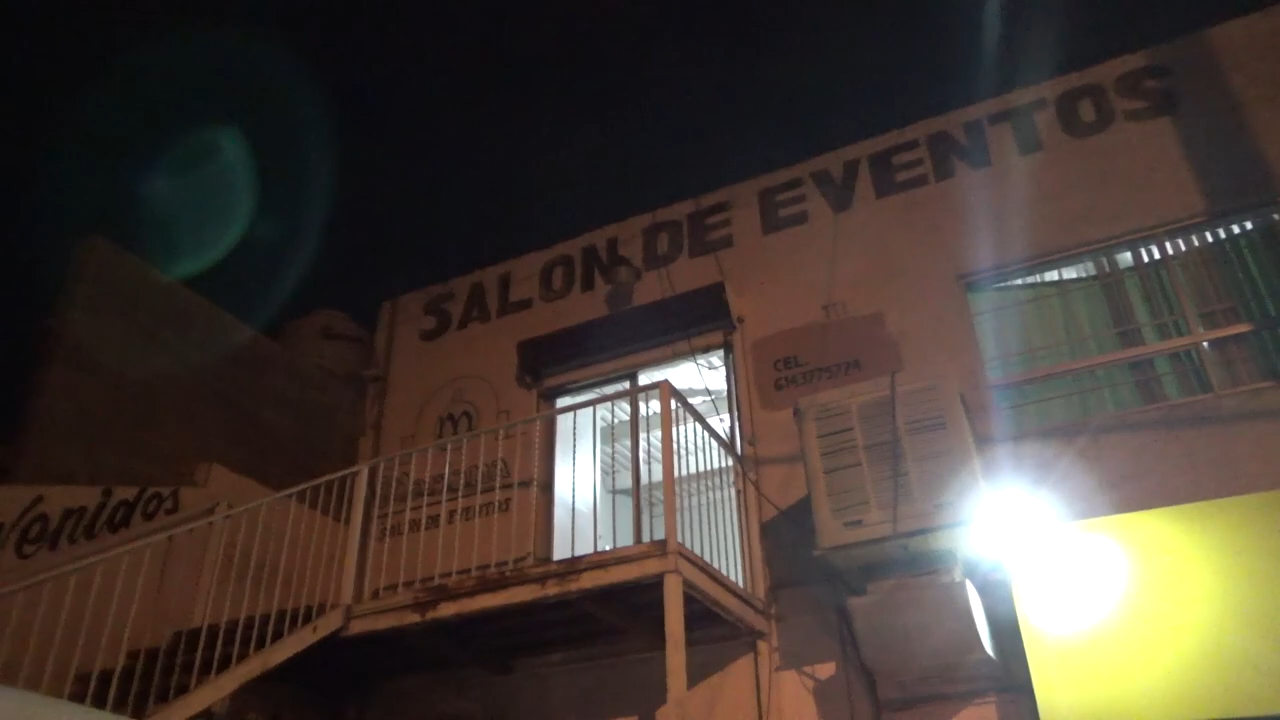 SALON DE EVENTOS
CEL.
6143775724
m
SALON DE EVENTOS
Venidos